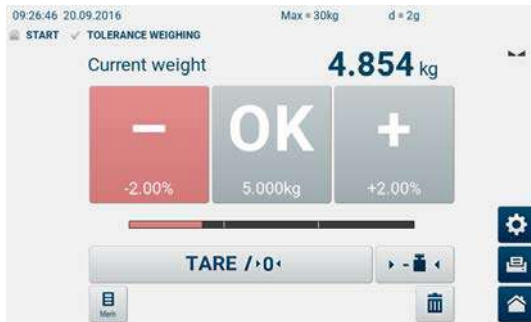 09:26:46 20.09.2016 Max = 30kg d = 2g
START TOLERANCE WEIGHING
Current weight 4.854 kg
− OK +
-2.00% 5.000kg +2.00%
TARE / →0←
Mem